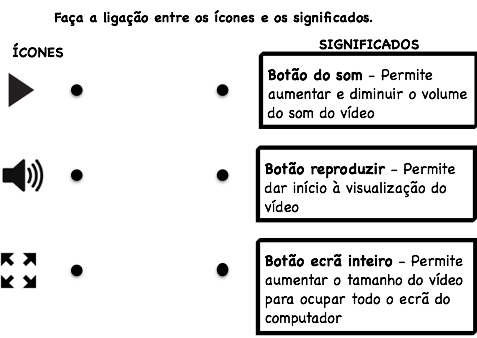 Faça a ligação entre os ícones e os significados.
ÍCONES
SIGNIFICADOS
Botão do som – Permite
aumentar e diminuir o volume
do som do vídeo
Botão reproduzir – Permite
dar início à visualização do
vídeo
Botão ecrã inteiro – Permite
aumentar o tamanho do vídeo
para ocupar todo o ecrã do
computador